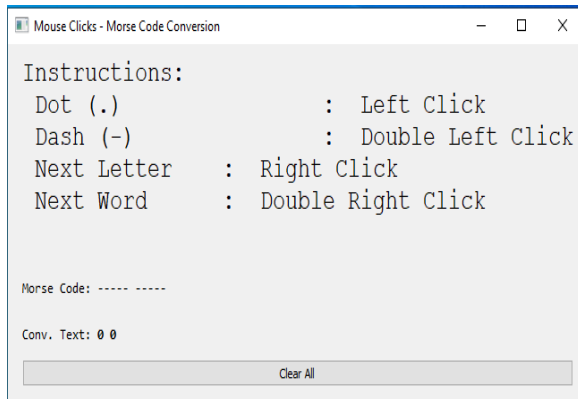 Mouse Clicks - Morse Code Conversion
Instructions:
Dot (.) : Left Click
Dash (-) : Double Left Click
Next Letter : Right Click
Next Word : Double Right Click
Morse Code: ----- -----
Conv. Text: 0 0
Clear All